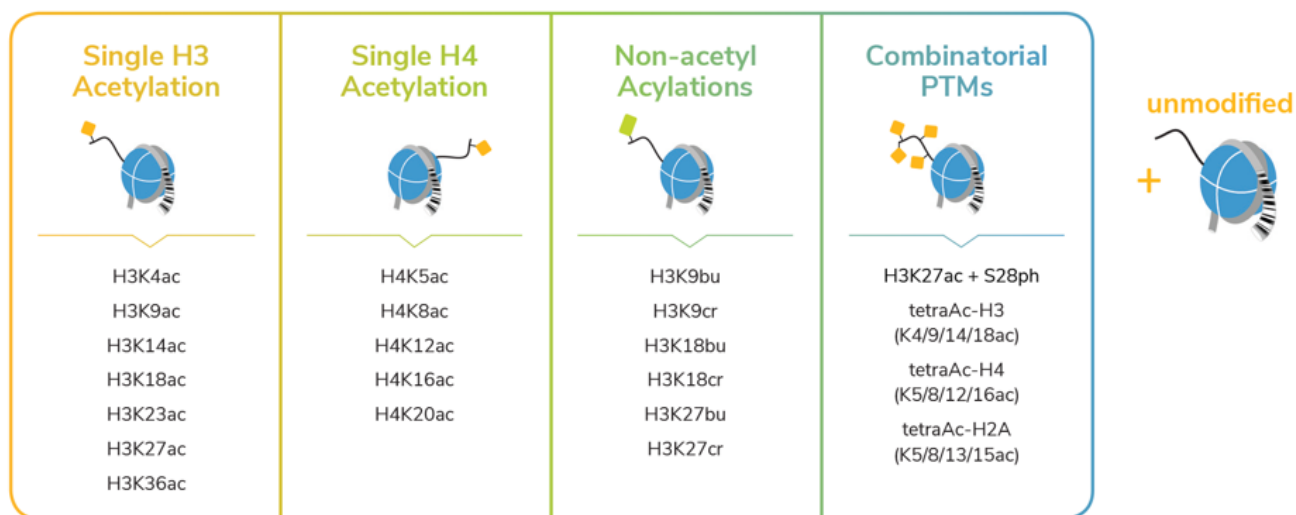 Single H3
Acetylation
H3K4ac
H3K9ac
H3K14ac
H3K18ac
H3K23ac
H3K27ac
H3K36ac
Single H4
Acetylation
H4K5ac
H4K8ac
H4K12ac
H4K16ac
H4K20ac
Non-acetyl
Acylations
H3K9bu
H3K9cr
H3K18bu
H3K18cr
H3K27bu
H3K27cr
Combinatorial
PTMs
H3K27ac + S28ph
tetraAc-H3
(K4/9/14/18ac)
tetraAc-H4
(K5/8/12/16ac)
tetraAc-H2A
(K5/8/13/15ac)
unmodified
+